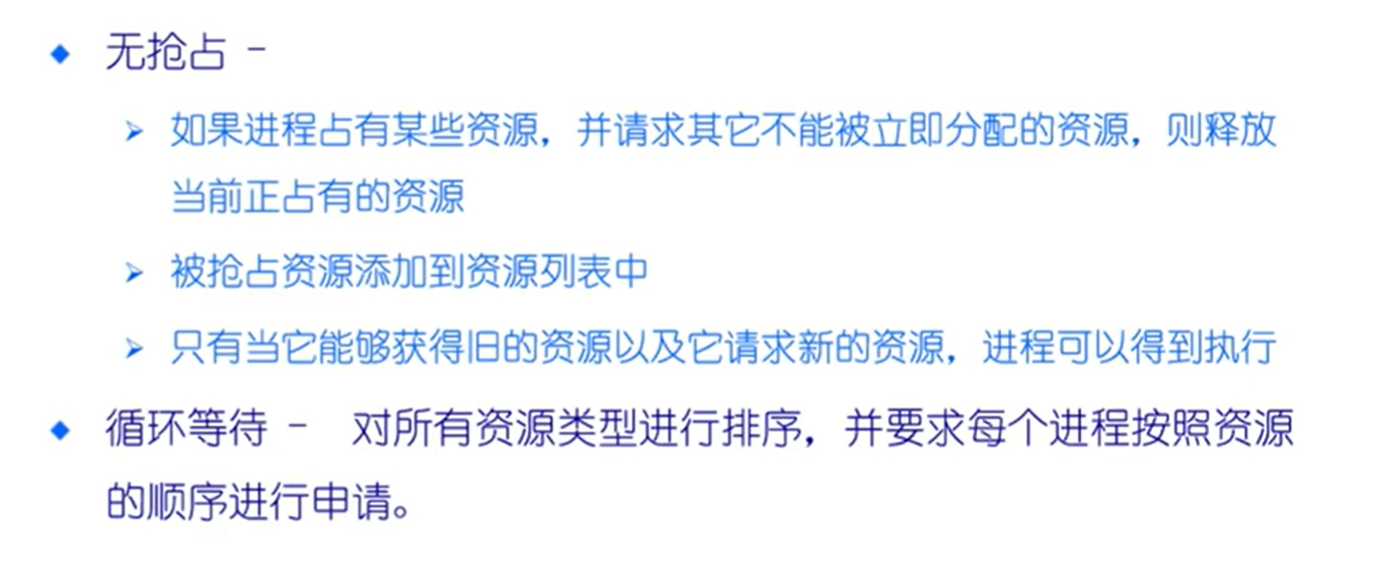 无抢占 -
如果进程占有某些资源，并请求其它不能被立即分配的资源，则释放
当前正占有的资源
被抢占资源添加到资源列表中
只有当它能够获得旧的资源以及它请求新的资源，进程可以得到执行
循环等待 - 对所有资源类型进行排序，并要求每个进程按照资源
的顺序进行申请。